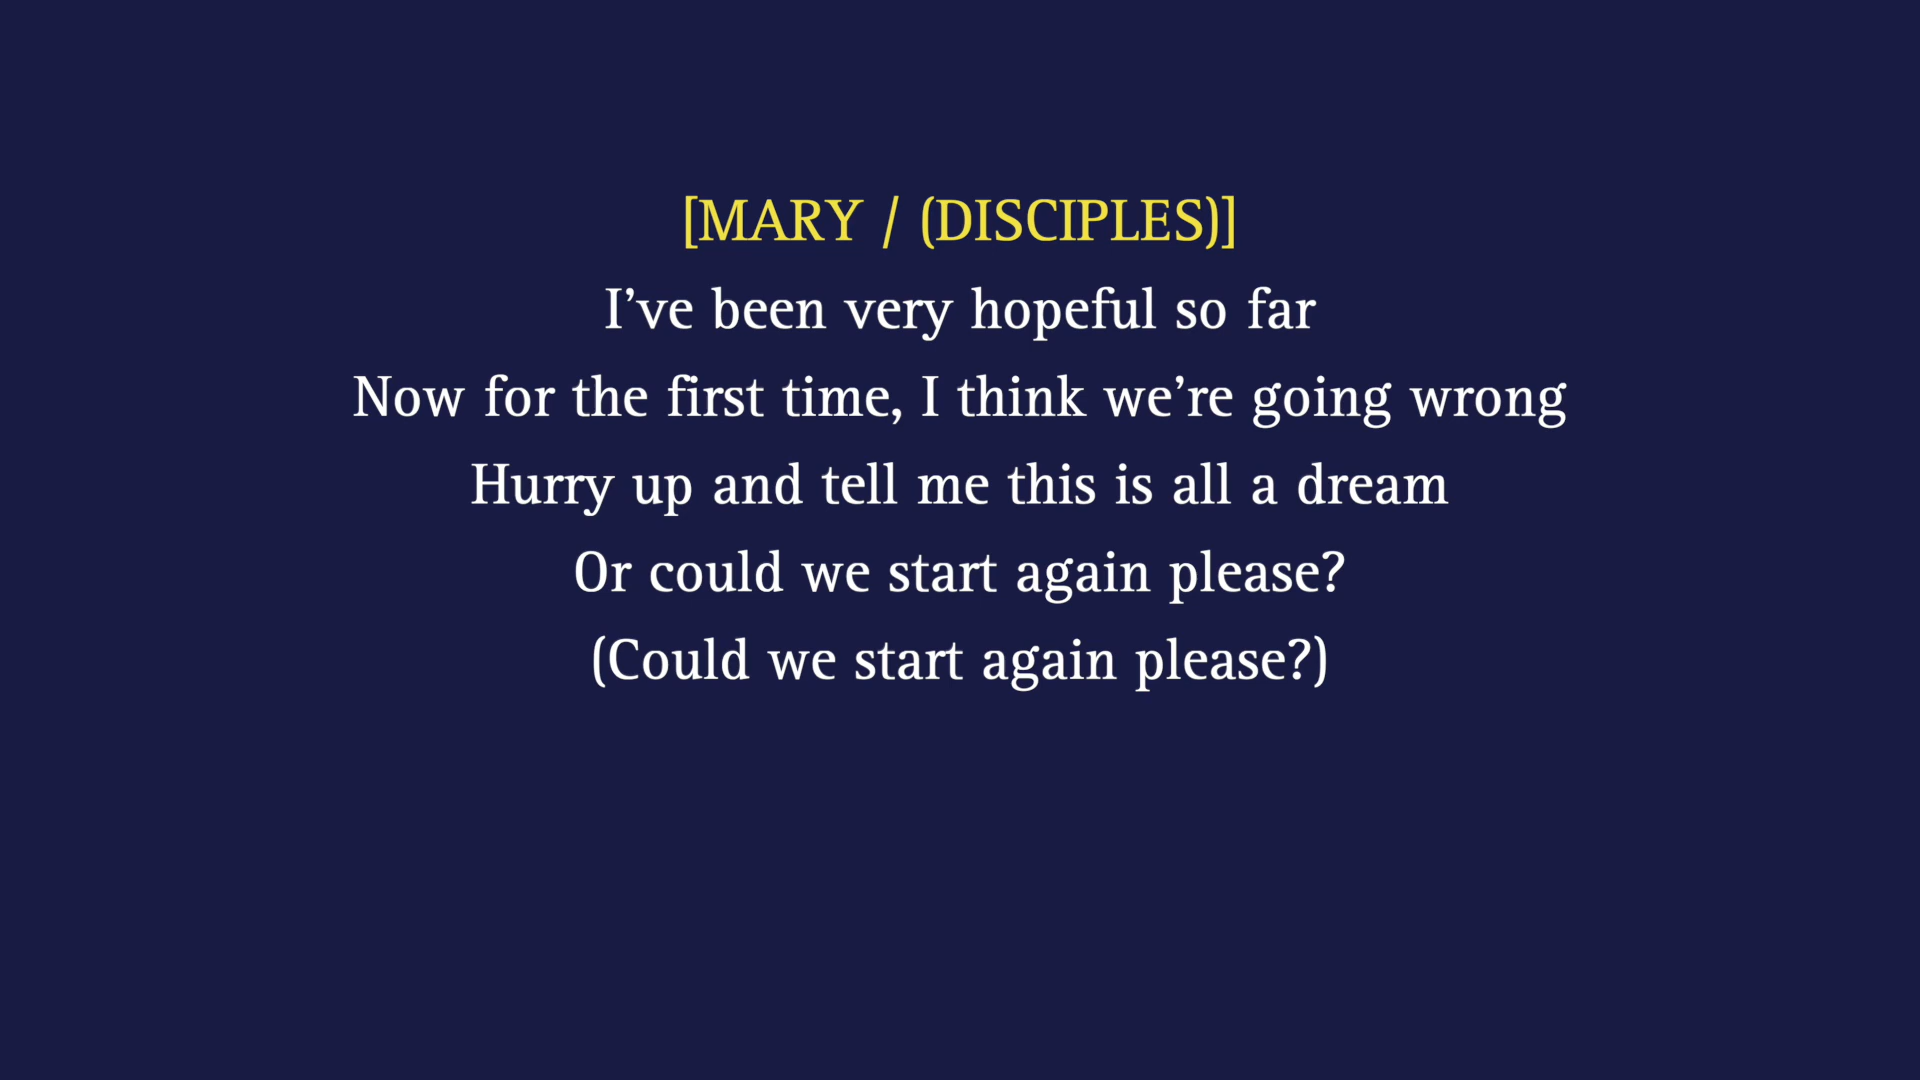 [MARY / (DISCIPLES)]
I’ve been very hopeful so far
Now for the first time, I think we’re going wrong
Hurry up and tell me this is all a dream
Or could we start again please?
(Could we start again please?)